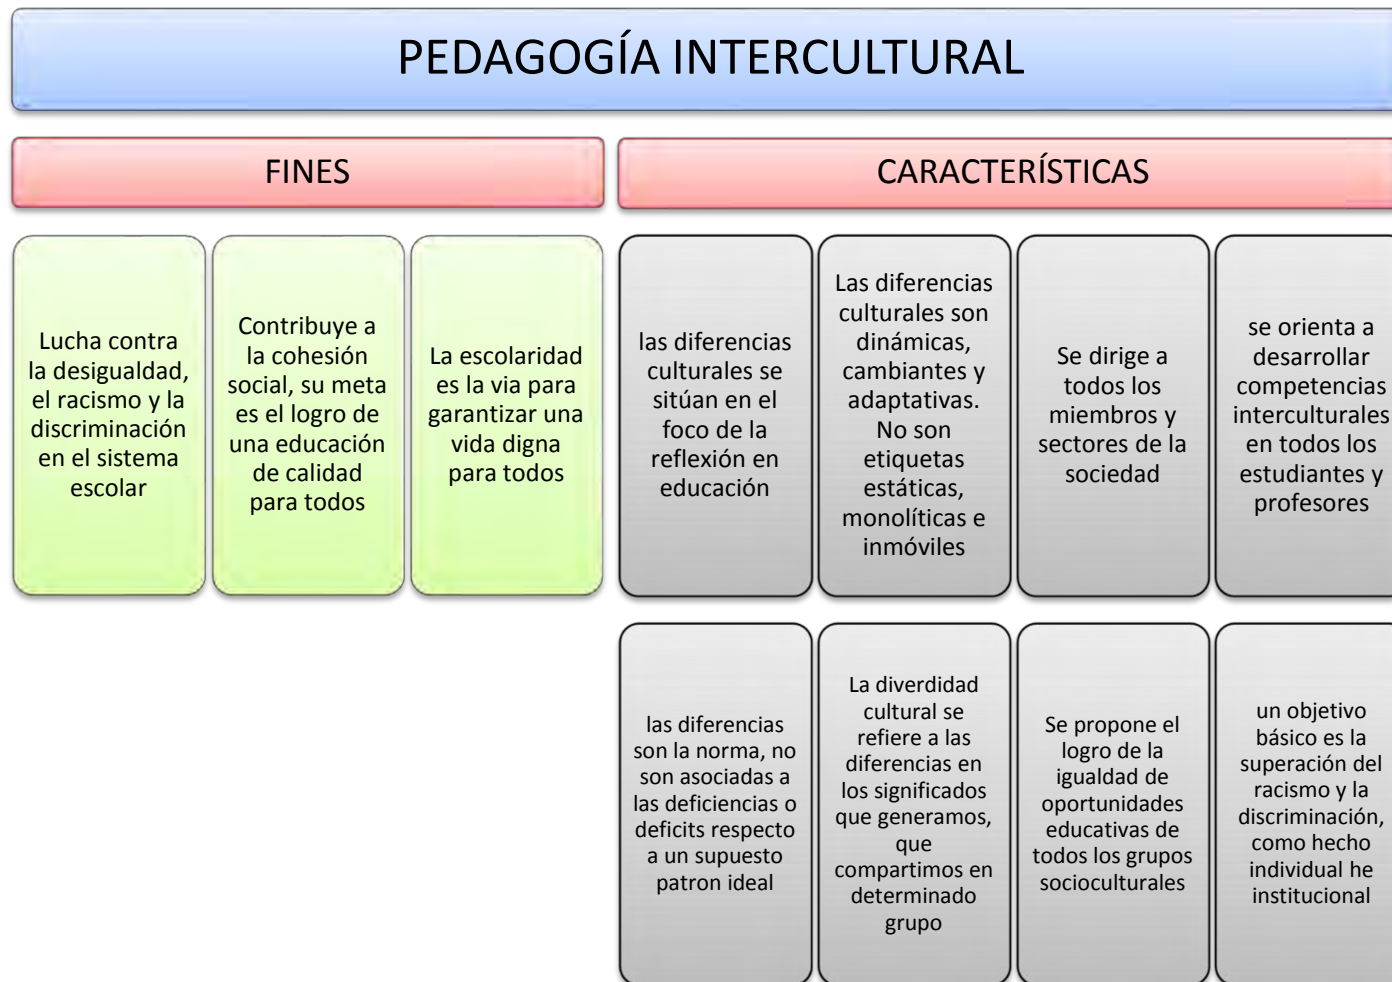 PEDAGOGÍA INTERCULTURAL
FINES
CARACTERÍSTICAS
Lucha contra
la desigualdad,
el racismo y la
discriminación
en el sistema
escolar
Contribuye a
la cohesión
social, su meta
es el logro de
una educación
de calidad
para todos
La escolaridad
es la via para
garantizar una
vida digna
para todos
las diferencias
culturales se
sitúan en el
foco de la
reflexión en
educación
Las diferencias
culturales son
dinámicas,
cambiantes y
adaptativas.
No son
etiquetas
estáticas,
monolíticas e
inmóviles
Se dirige a
todos los
miembros y
sectores de la
sociedad
se orienta a
desarrollar
competencias
interculturales
en todos los
estudiantes y
profesores
las diferencias
son la norma, no
son asociadas a
las deficiencias o
deficits respecto
a un supuesto
patron ideal
La diverdidad
cultural se
refiere a las
diferencias en
los significados
que generamos,
que
compartimos en
determinado
grupo
Se propone el
logro de la
igualdad de
oportunidades
educativas de
todos los grupos
socioculturales
un objetivo
básico es la
superación del
racismo y la
discriminación,
como hecho
individual he
institucional